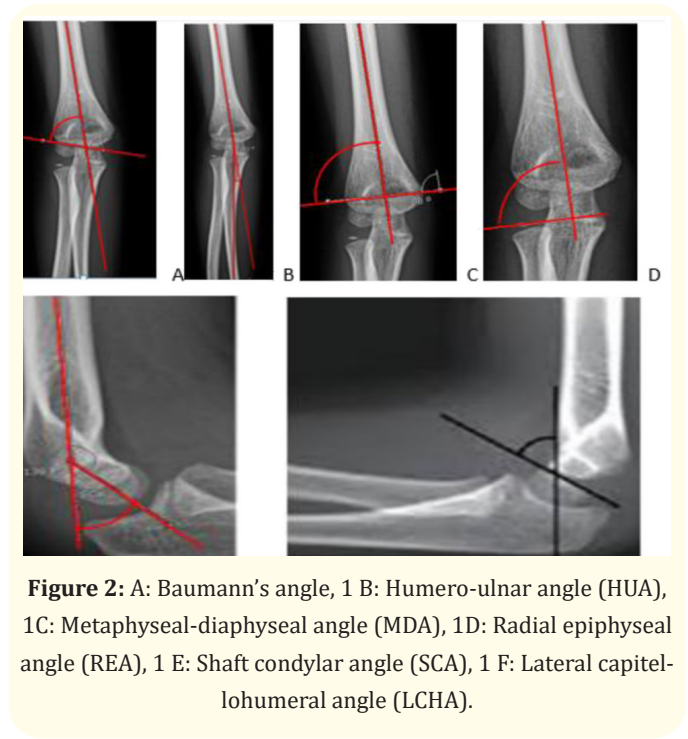 A
B
C
D
Figure 2: A: Baumann’s angle, 1 B: Humero-ulnar angle (HUA),
1C: Metaphyseal-diaphyseal angle (MDA), 1D: Radial epiphyseal
angle (REA), 1 E: Shaft condylar angle (SCA), 1 F: Lateral capitel-
lohumeral angle (LCHA).